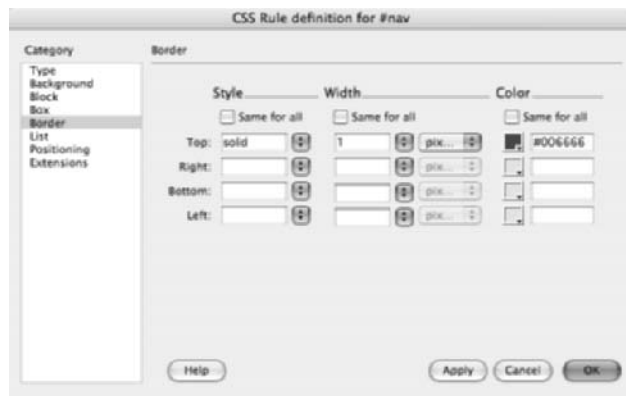 CSS Rule definition for #nav
Category
Type
Background
Block
Box
Border
List
Positioning
Extensions
Border
Style Width Color
Same for all Same for all Same for all
Top: solid 1 pix... #006666
Right: pix...
Bottom: pix...
Left: pix...
Help Apply Cancel OK